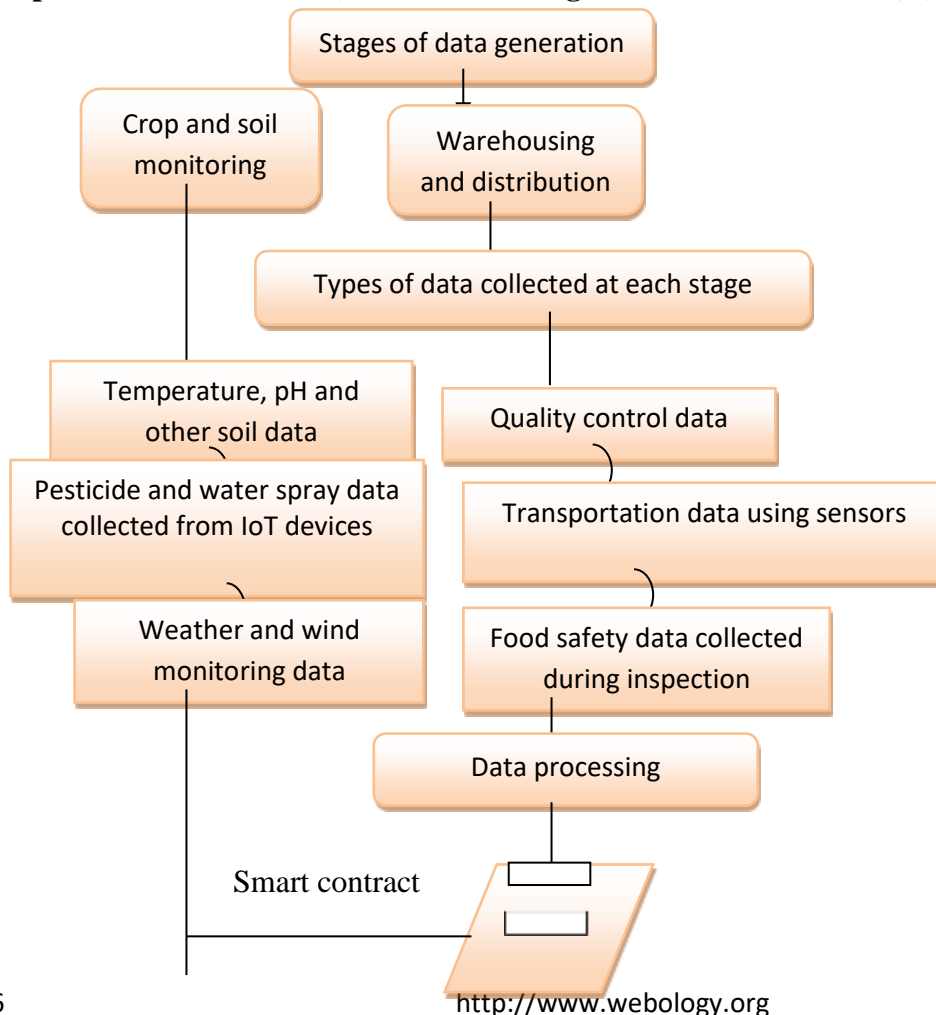 Stages of data generation
Crop and soil
monitoring
Warehousing
and distribution
Types of data collected at each stage
Temperature, pH and
other soil data
Quality control data
Pesticide and water spray data
collected from IoT devices
Transportation data using sensors
Weather and wind
monitoring data
Food safety data collected
during inspection
Data processing
Smart contract
http://www.webology.org